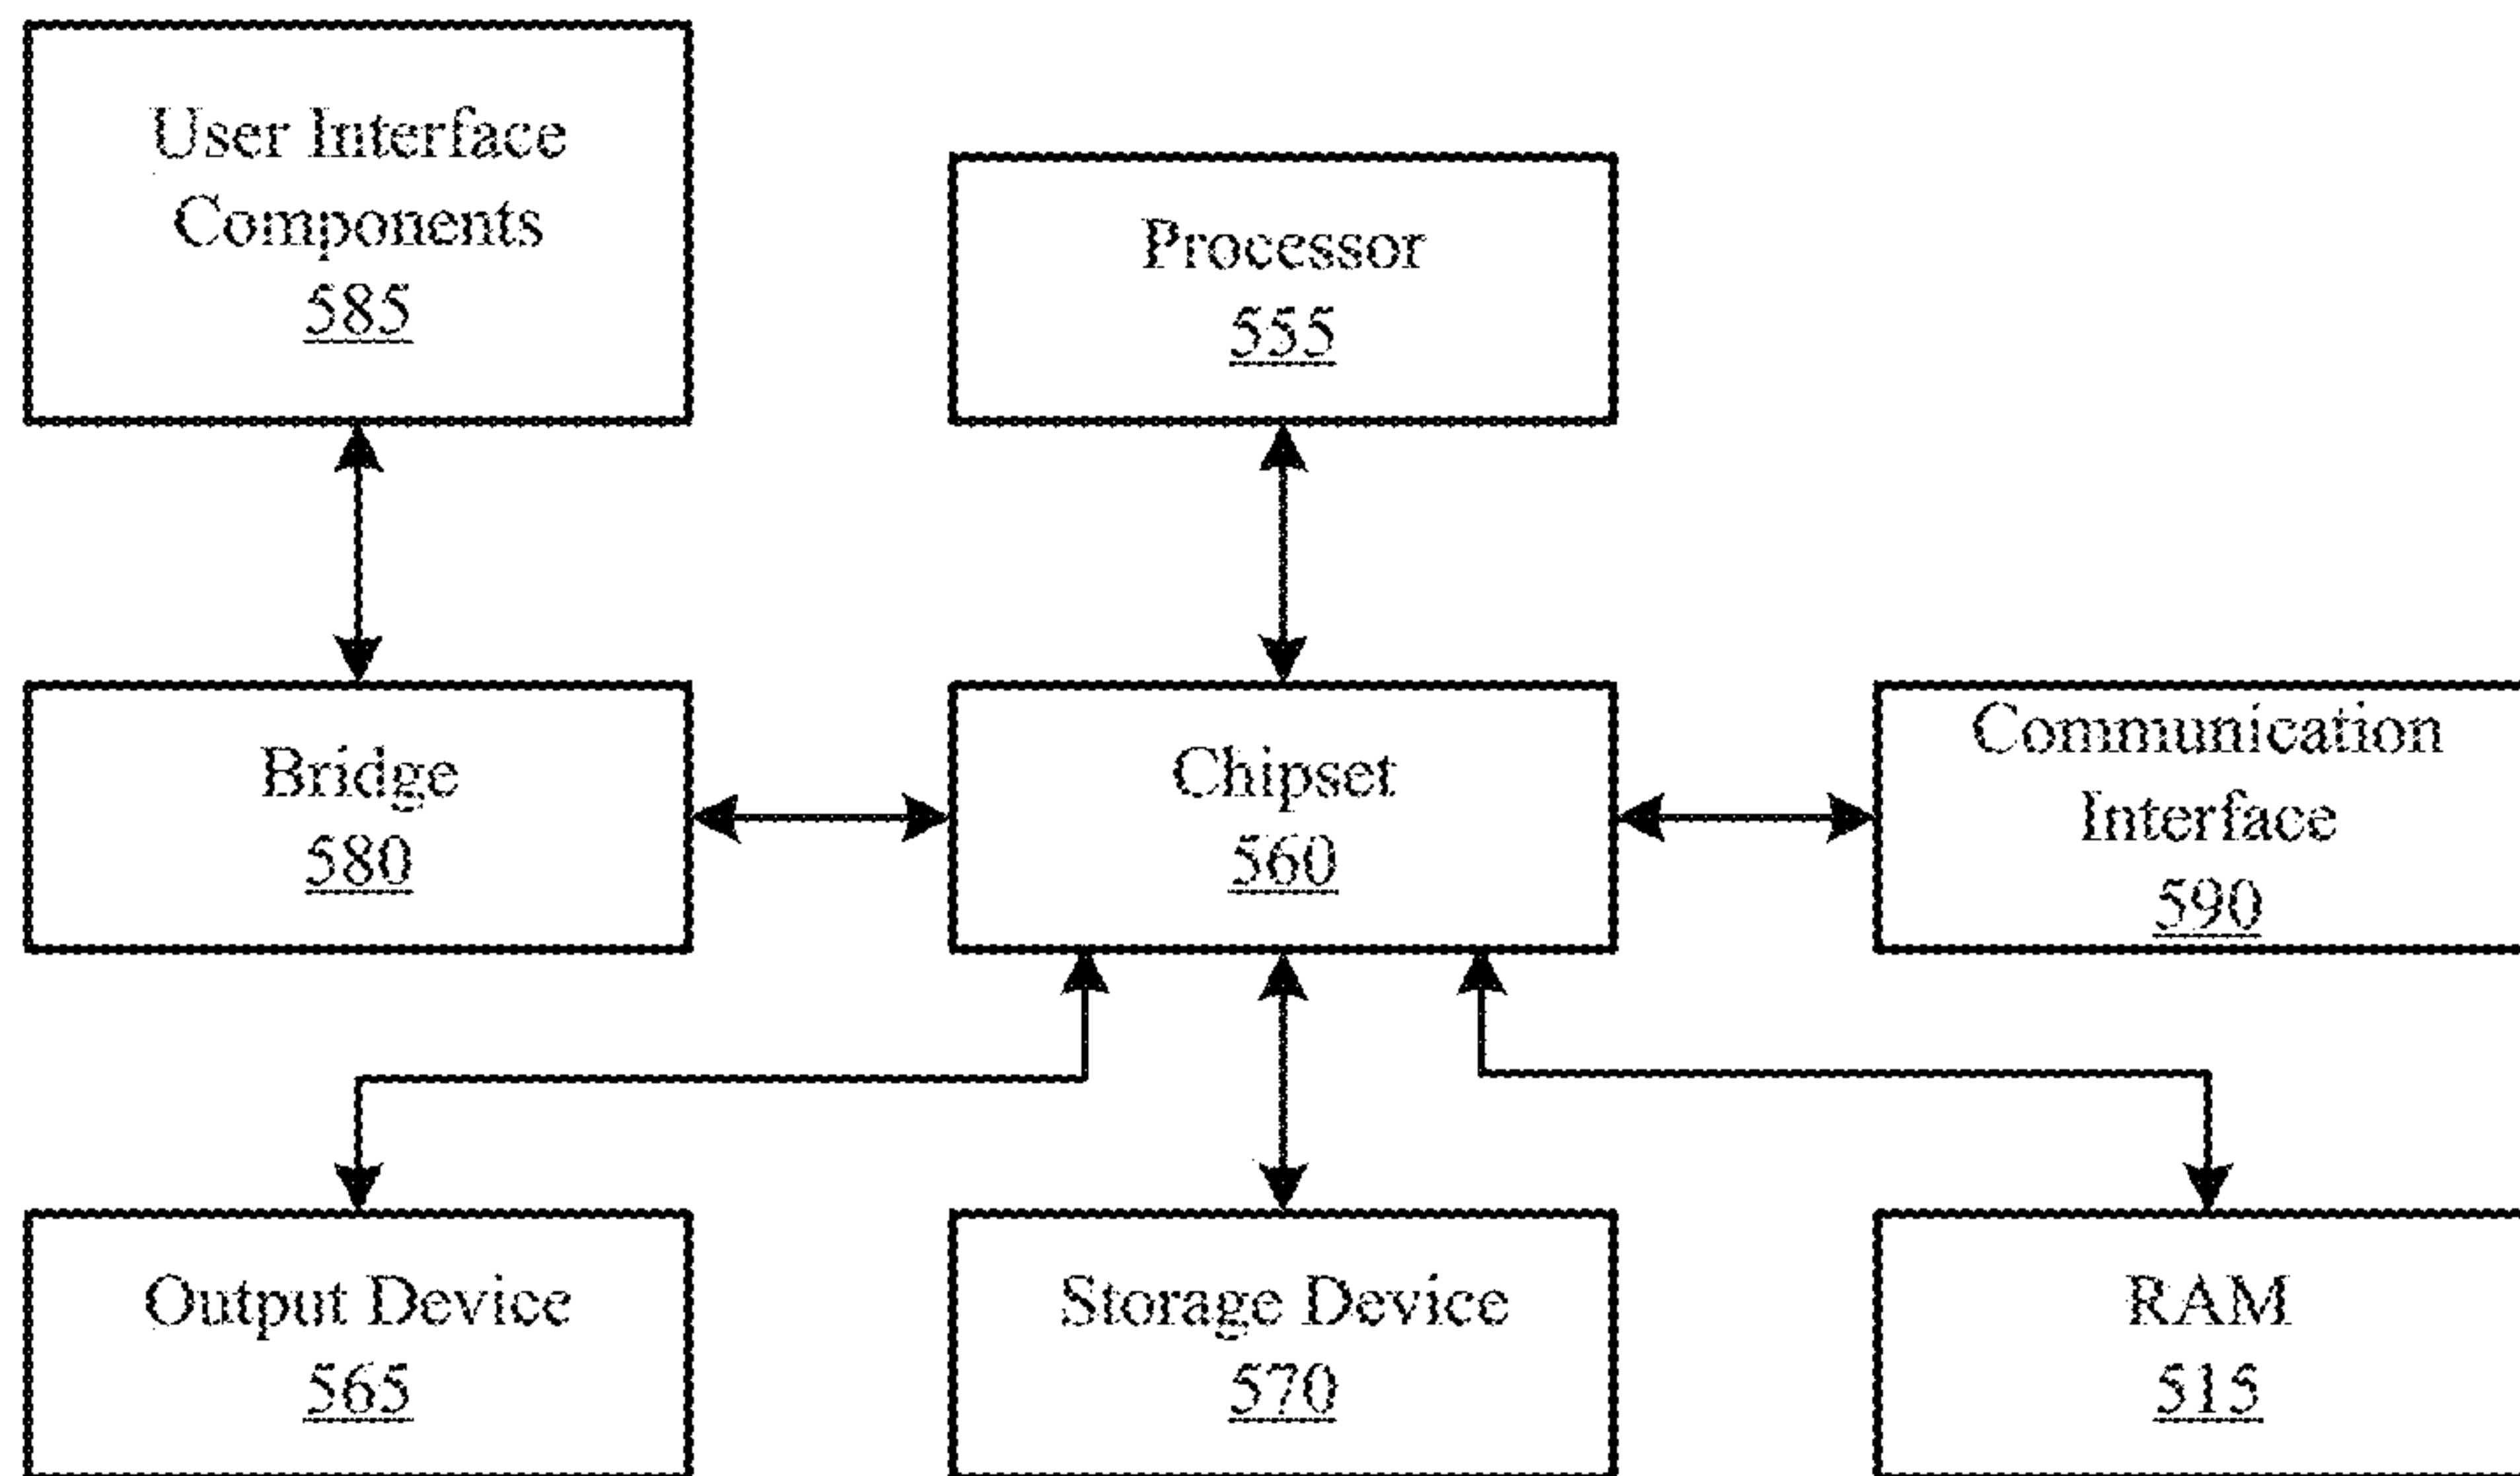 User Interface
Components
585
Processor
555
Bridge
580
Chipset
560
Communication
Interface
590
Output Device
565
Storage Device
570
RAM
515